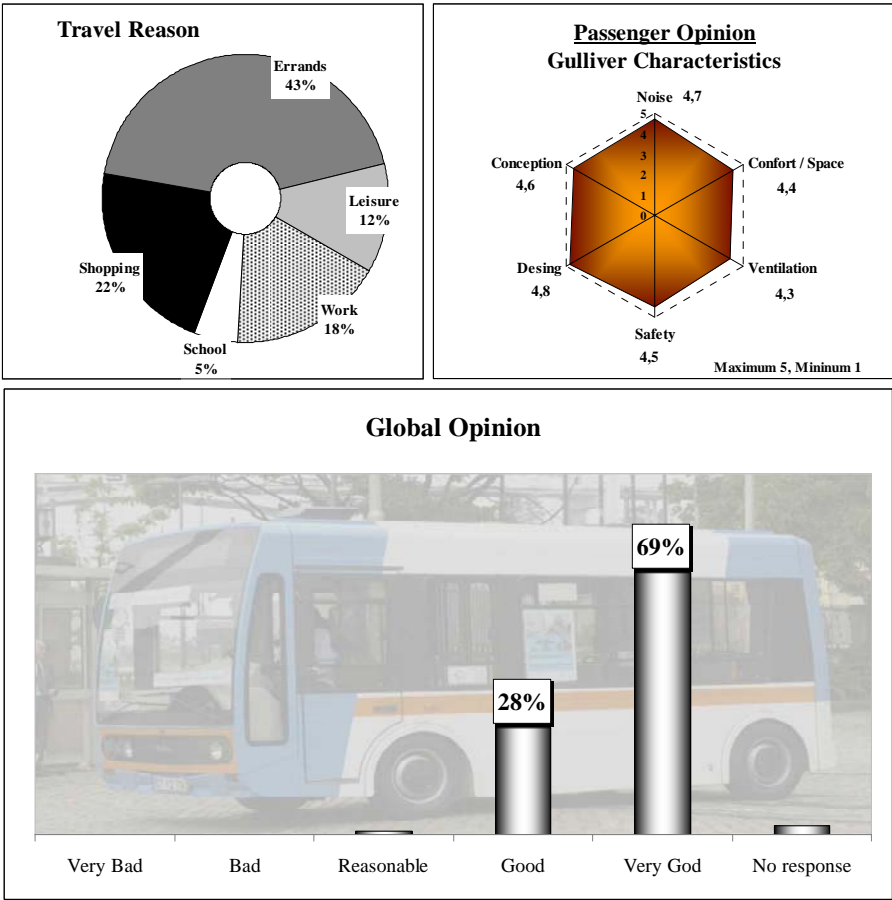 Travel Reason
Errands
43%
Leisure
12%
Work
18%
School
5%
Shopping
22%
Passenger Opinion
Gulliver Characteristics
Noise 4,7
5
4
3
2
1
0
Confort / Space
4,4
Ventilation
4,3
Safety
4,5
Desing
4,8
Conception
4,6
Maximum 5, Mininum 1
Global Opinion
28%
69%
Very Bad
Bad
Reasonable
Good
Very God
No response